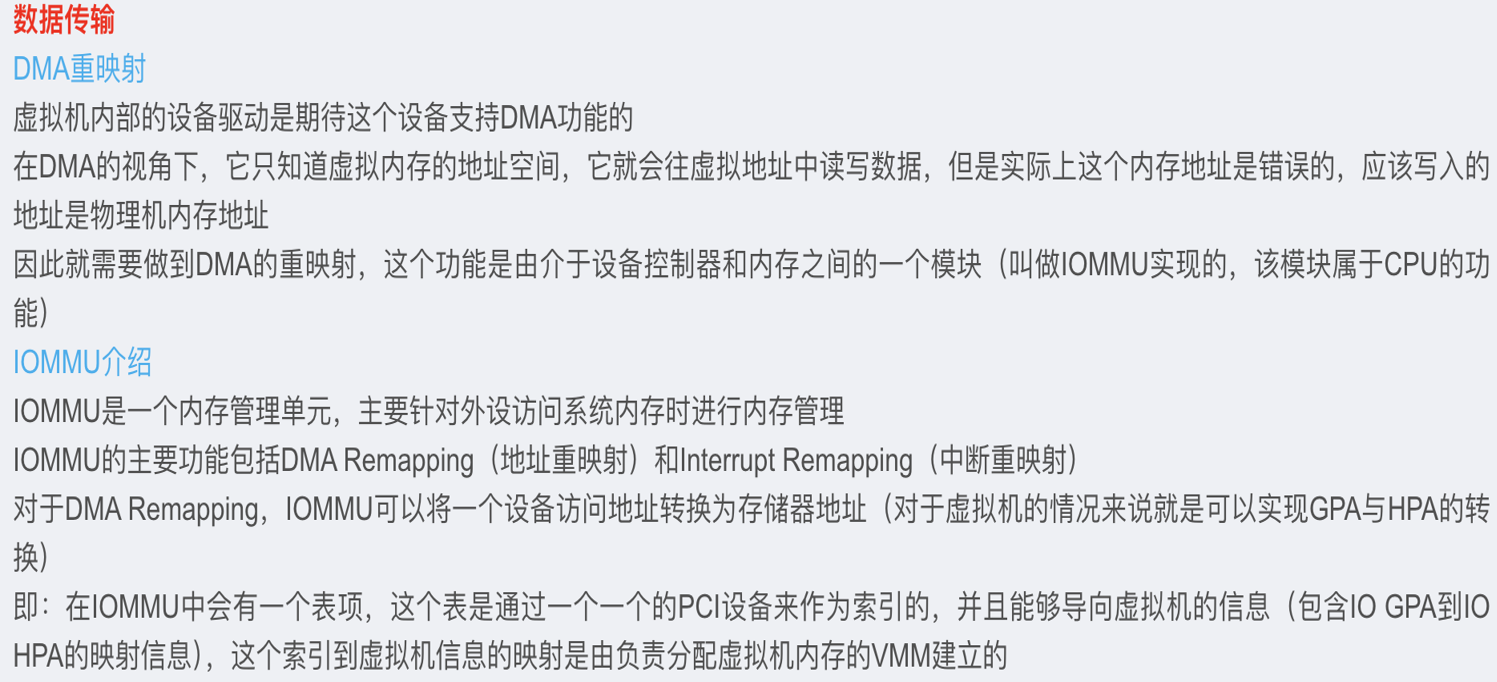 数据传输
DMA重映射
虚拟机内部的设备驱动是期待这个设备支持DMA功能的
在DMA的视角下，它只知道虚拟内存的地址空间，它就会往虚拟地址中读写数据，但是实际上这个内存地址是错误的，应该写入的
地址是物理机内存地址
因此就需要做到DMA的重映射，这个功能是由介于设备控制器和内存之间的一个模块（叫做IOMMU实现的，该模块属于CPU的功
能）
IOMMU介绍
IOMMU是一个内存管理单元，主要针对外设访问系统内存时进行内存管理
IOMMU的主要功能包括DMA Remapping（地址重映射）和Interrupt Remapping（中断重映射）
对于DMA Remapping，IOMMU可以将一个设备访问地址转换为存储器地址（对于虚拟机的情况来说就是可以实现GPA与HPA的转
换）
即：在IOMMU中会有一个表项，这个表是通过一个一个的PCI设备来作为索引的，并且能够导向虚拟机的信息（包含IO GPA到IO
HPA的映射信息），这个索引到虚拟机信息的映射是由负责分配虚拟机内存的VMM建立的